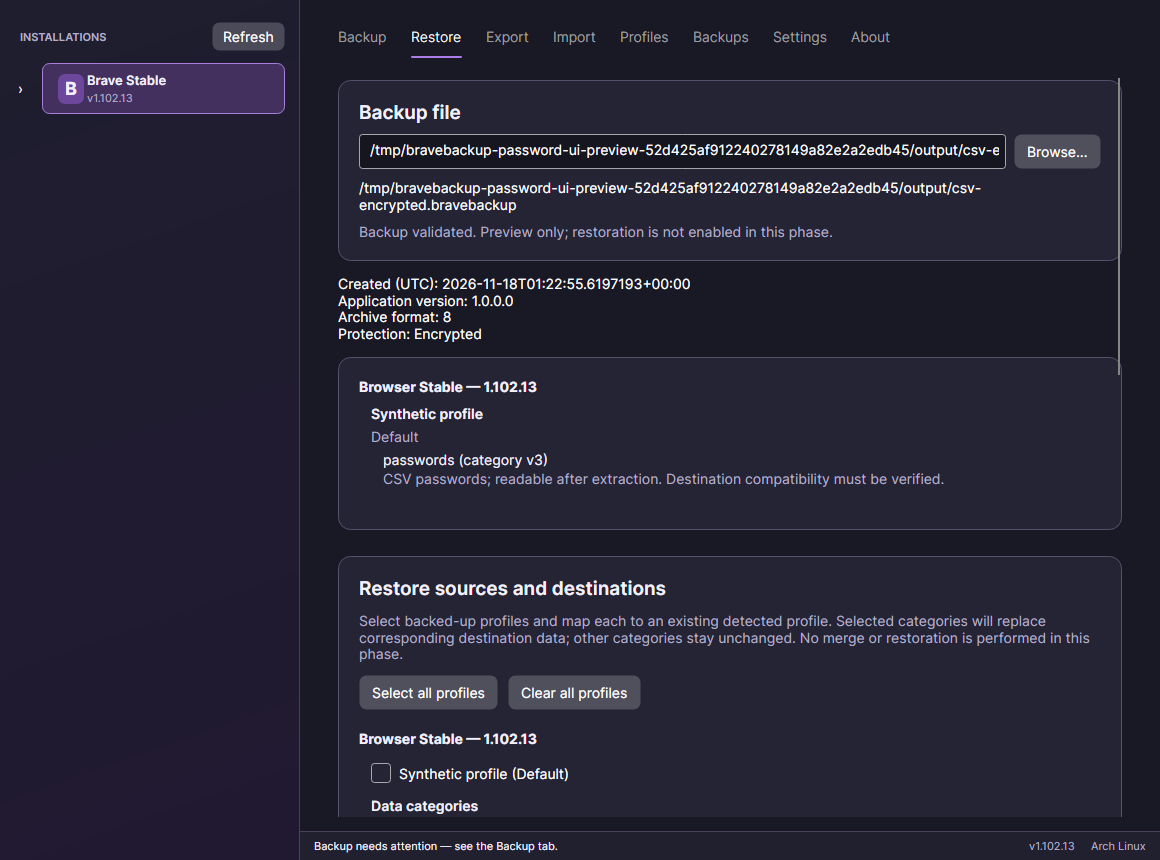 INSTALLATIONS
Refresh
›
B
Brave Stable
v1.102.13
Backup
Restore
Export
Import
Profiles
Backups
Settings
About
Backup file
/tmp/bravebackup-password-ui-preview-52d425af912240278149a82e2a2edb45/output/csv-e
Browse...
/tmp/bravebackup-password-ui-preview-52d425af912240278149a82e2a2edb45/output/csv-
encrypted.bravebackup
Backup validated. Preview only; restoration is not enabled in this phase.
Created (UTC): 2026-11-18T01:22:55.6197193+00:00
Application version: 1.0.0.0
Archive format: 8
Protection: Encrypted
Browser Stable — 1.102.13
Synthetic profile
Default
passwords (category v3)
CSV passwords; readable after extraction. Destination compatibility must be verified.
Restore sources and destinations
Select backed-up profiles and map each to an existing detected profile. Selected categories will replace
corresponding destination data; other categories stay unchanged. No merge or restoration is performed in this
phase.
Select all profiles
Clear all profiles
Browser Stable — 1.102.13
Synthetic profile (Default)
Data categories
Backup needs attention — see the Backup tab.
v1.102.13
Arch Linux